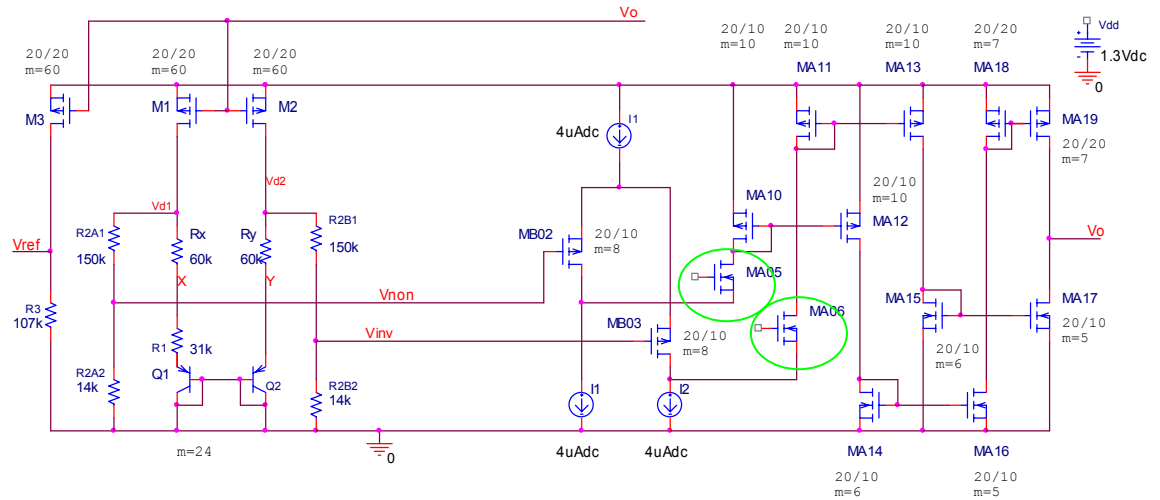 Vo
Vdd
1.3Vdc
0
20/20
m=60
M3
20/20
m=60
M1
20/20
m=60
M2
20/10
m=10
20/10
m=10
MA11
20/10
m=10
MA13
20/20
m=7
MA18
MA19
20/20
m=7
I1
4uAdc
Vd1
Vd2
R2A1
150k
Rx
60k
Ry
60k
R2B1
150k
Vref
X
Y
R3
107k
R1
31k
Q1
Q2
R2A2
14k
R2B2
14k
m=24
0
Vnon
Vinv
MB02
20/10
m=8
MB03
20/10
m=8
I1
4uAdc
I2
4uAdc
MA10
MA05
MA06
20/10
m=10
MA12
MA15
20/10
m=6
Vo
MA17
20/10
m=5
MA14
20/10
m=6
MA16
20/10
m=5